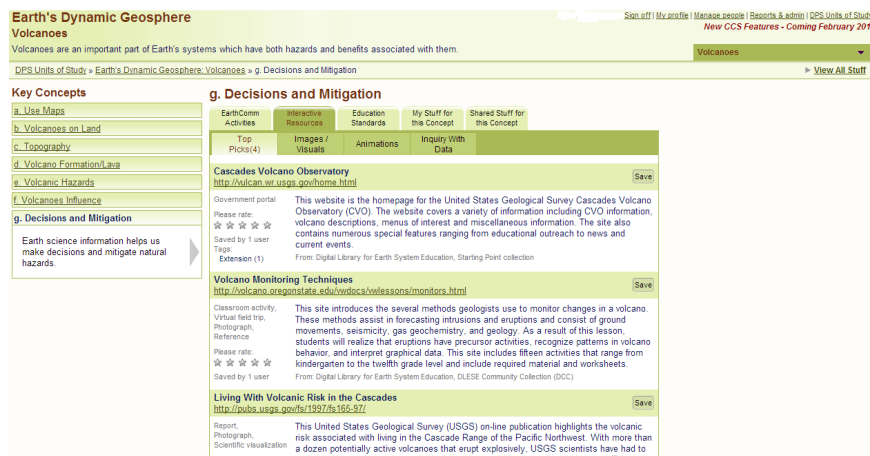 Earth's Dynamic Geosphere
Volcanoes
Volcanoes are an important part of Earth's systems which have both hazards and benefits associated with them.
Sign off | My profile | Manage people | Reports & admin | DPS Units of Study
New CCS Features - Coming February 201
Volcanoes
DPS Units of Study » Earth's Dynamic Geosphere: Volcanoes » g. Decisions and Mitigation
View All Stuff
Key Concepts
a. Use Maps
b. Volcanoes on Land
c. Topography
d. Volcano Formation/Lava
e. Volcanic Hazards
f. Volcanoes Influence
g. Decisions and Mitigation
Earth science information helps us
make decisions and mitigate natural
hazards.
g. Decisions and Mitigation
EarthComm Activities
Interactive Resources
Education Standards
My Stuff for this Concept
Shared Stuff for this Concept
Top Picks(4)
Images / Visuals
Animations
Inquiry With Data
Cascades Volcano Observatory
http://vulcan.wr.usgs.gov/home.html
Save
Government portal
Please rate:
Saved by 1 user
Tags:
Extension (1)
This website is the homepage for the United States Geological Survey Cascades Volcano
Observatory (CVO). The website covers a variety of information including CVO information,
volcano descriptions, menus of interest and miscellaneous information. The site also
contains numerous special features ranging from educational outreach to news and
current events.
From: Digital Library for Earth System Education, Starting Point collection
Volcano Monitoring Techniques
http://volcano.oregonstate.edu/vwdocs/vwlessons/monitors.html
Save
Classroom activity,
Virtual field trip,
Photograph,
Reference
Please rate:
Saved by 1 user
This site introduces the several methods geologists use to monitor changes in a volcano.
These methods assist in forecasting intrusions and eruptions and consist of ground
movements, seismicity, gas geochemistry, and geology. As a result of this lesson,
students will realize that eruptions have precursor activities, recognize patterns in volcano
behavior, and interpret graphical data. This site includes fifteen activities that range from
kindergarten to the twelfth grade level and include required material and worksheets.
From: Digital Library for Earth System Education, DLESE Community Collection (DCC)
Living With Volcanic Risk in the Cascades
http://pubs.usgs.gov/fs/1997/fs165-97/
Save
Report,
Photograph,
Scientific visualization
This United States Geological Survey (USGS) on-line publication highlights the volcanic
risk associated with living in the Cascade Range of the Pacific Northwest. With more than
a dozen potentially active volcanoes that erupt explosively, USGS scientists have had to